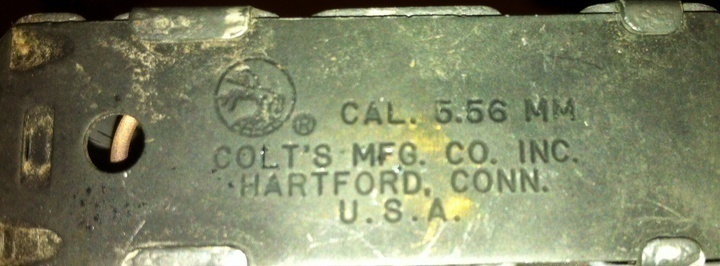 ® CAL. 5.56 MM
COLT'S MFG. CO. INC.
HARTFORD, CONN.
U.S.A.